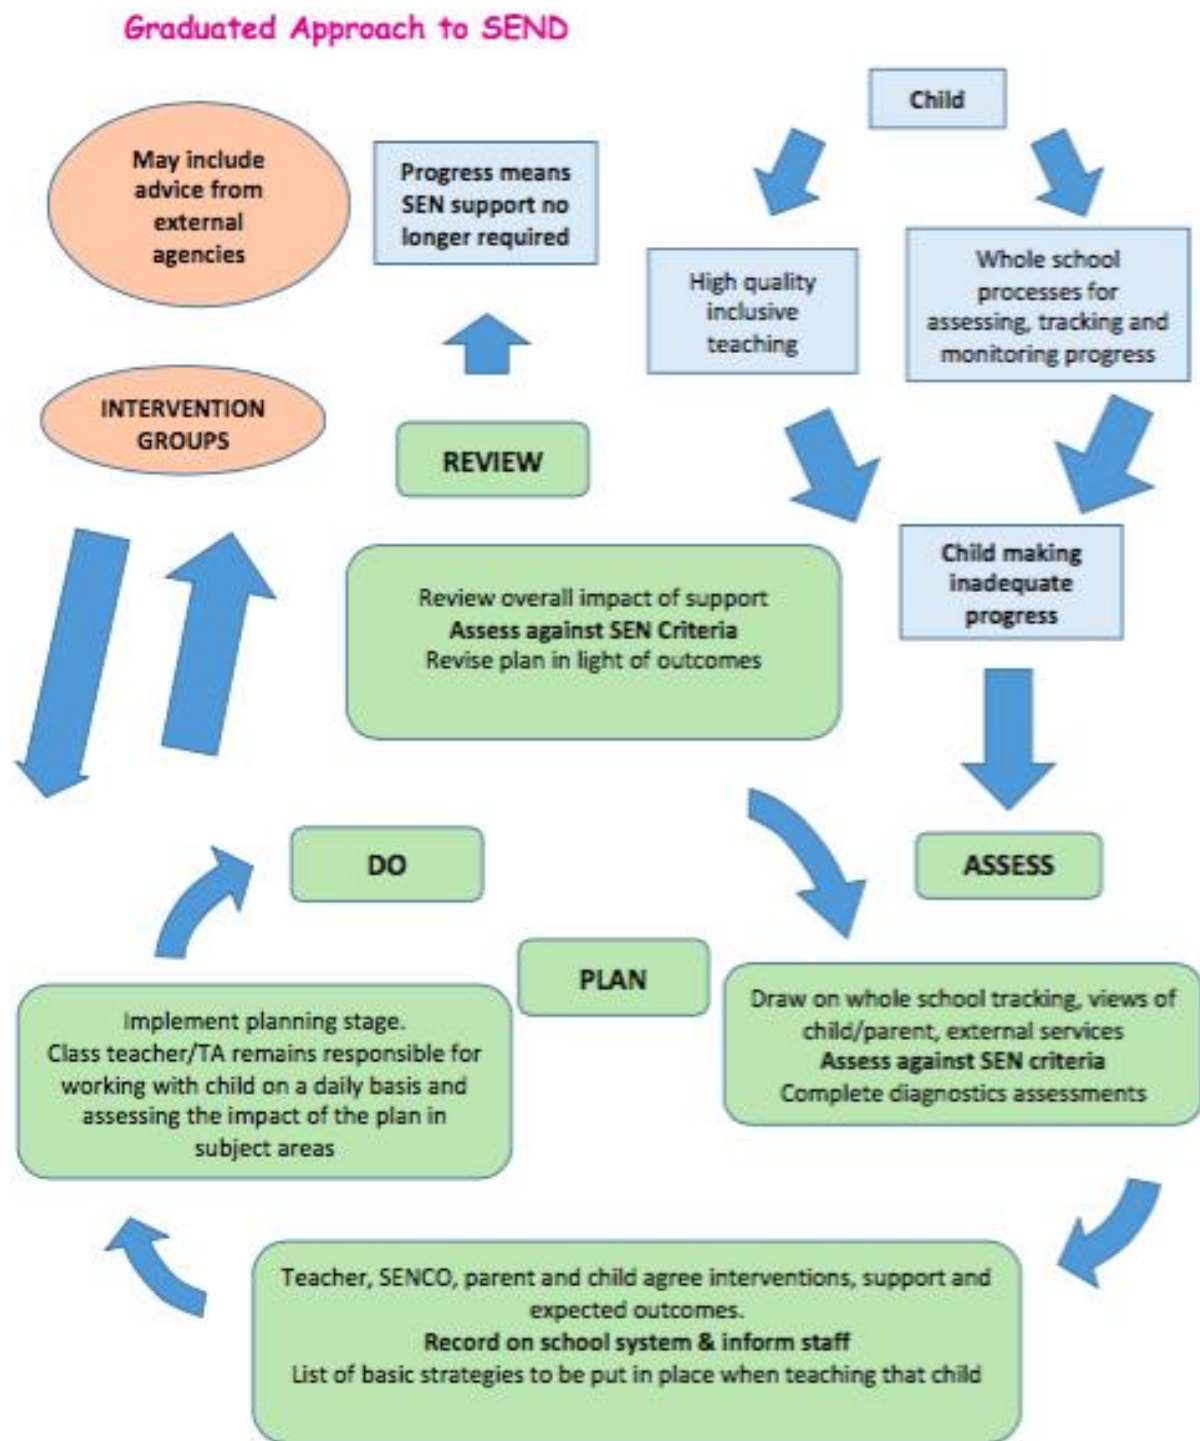 Graduated Approach to SEND
Child
May include
advice from
external
agencies
Progress means
SEN support no
longer required
High quality
inclusive
teaching
Whole school
processes for
assessing, tracking and
monitoring progress
INTERVENTION
GROUPS
REVIEW
Child making
inadequate
progress
Review overall impact of support
Assess against SEN Criteria
Revise plan in light of outcomes
DO
ASSESS
PLAN
Draw on whole school tracking, views of
child/parent, external services
Assess against SEN criteria
Complete diagnostics assessments
Implement planning stage.
Class teacher/TA remains responsible for
working with child on a daily basis and
assessing the impact of the plan in
subject areas
Teacher, SENCO, parent and child agree interventions, support and
expected outcomes.
Record on school system & inform staff
List of basic strategies to be put in place when teaching that child